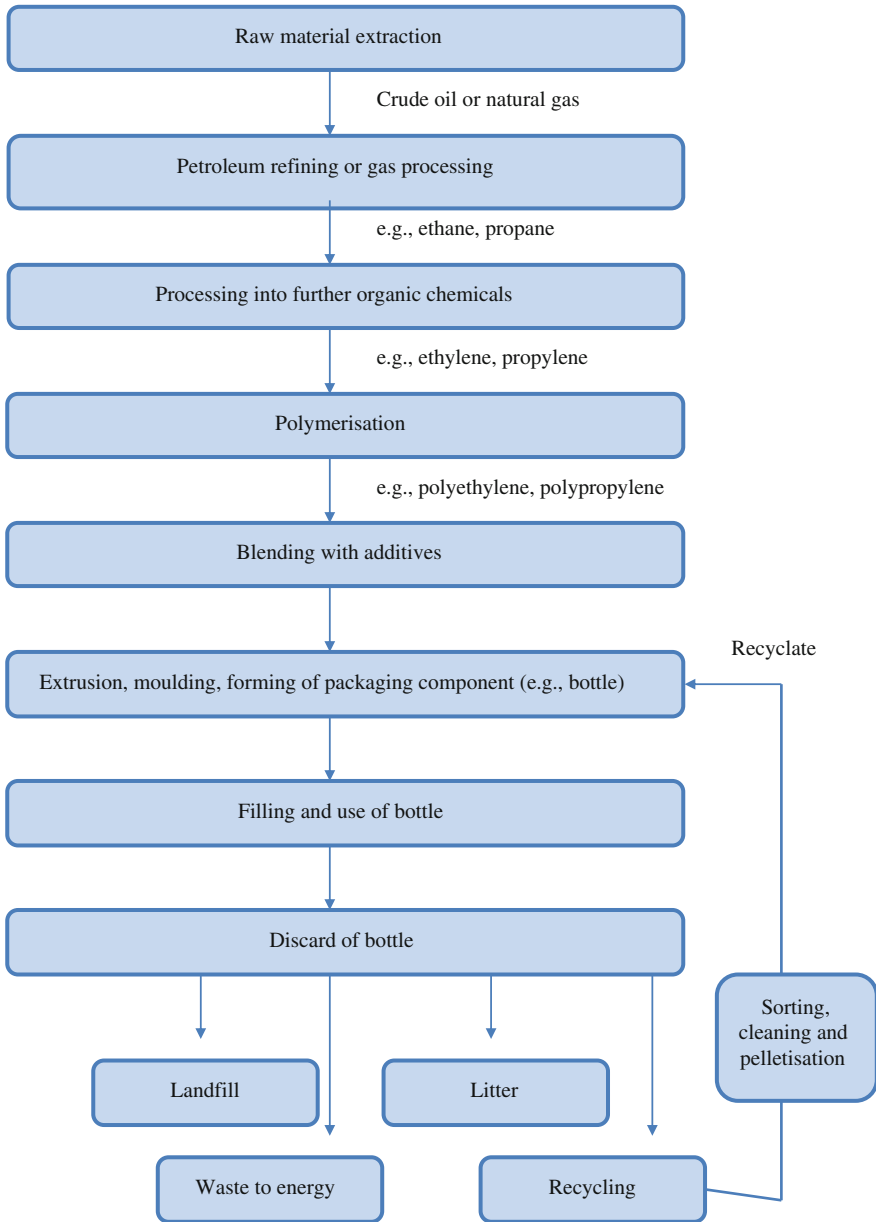 Raw material extraction
Crude oil or natural gas
Petroleum refining or gas processing
e.g., ethane, propane
Processing into further organic chemicals
e.g., ethylene, propylene
Polymerisation
e.g., polyethylene, polypropylene
Blending with additives
Recyclate
Extrusion, moulding, forming of packaging component (e.g., bottle)
Filling and use of bottle
Discard of bottle
Sorting,
cleaning and
pelletisation
Landfill
Litter
Waste to energy
Recycling